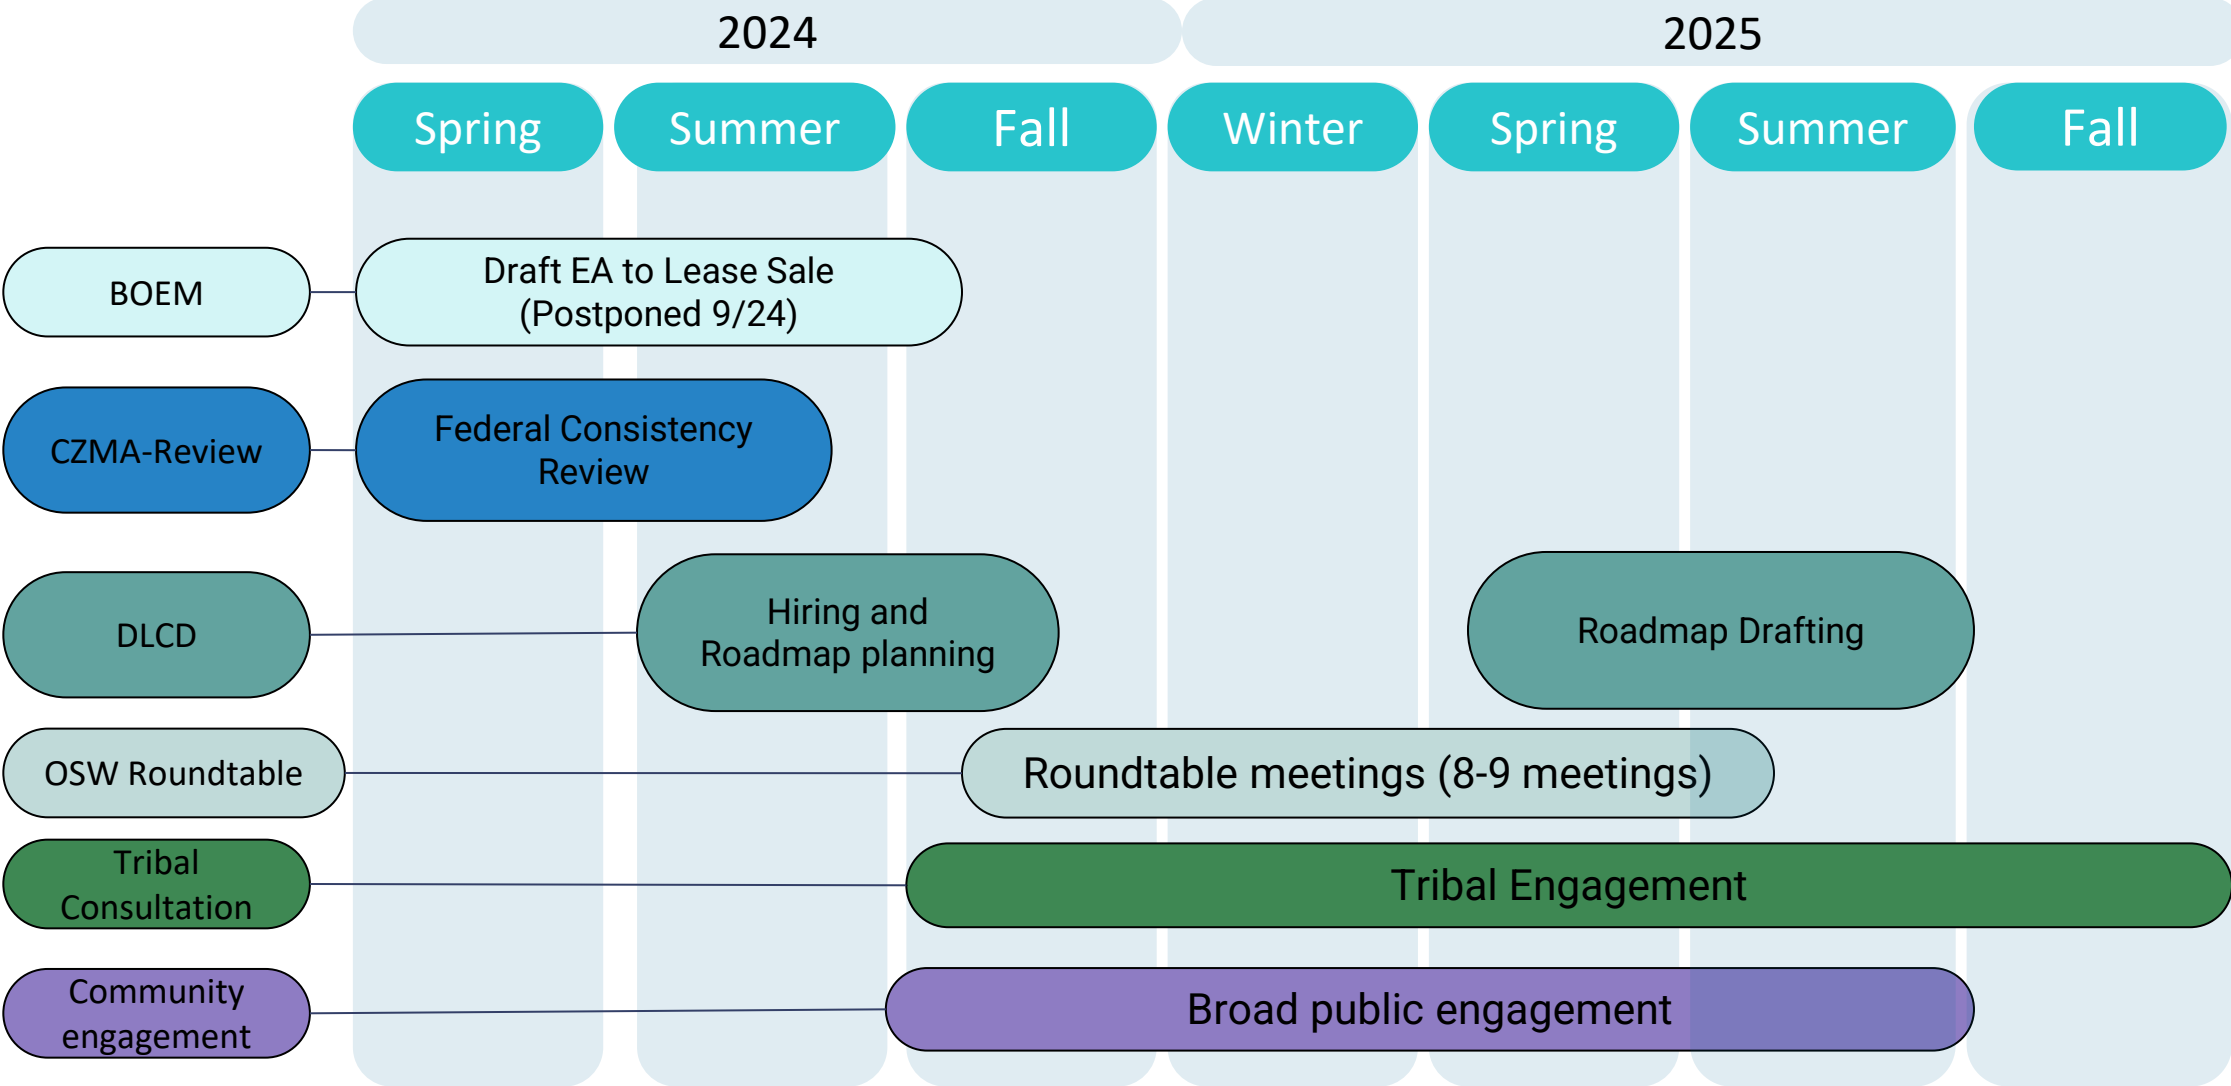 2024
2025
Spring
Summer
Fall
Winter
Spring
Summer
Fall
BOEM
Draft EA to Lease Sale
(Postponed 9/24)
CZMA-Review
Federal Consistency
Review
DLCD
Hiring and
Roadmap planning
Roadmap Drafting
OSW Roundtable
Roundtable meetings (8-9 meetings)
Tribal
Consultation
Tribal Engagement
Community
engagement
Broad public engagement